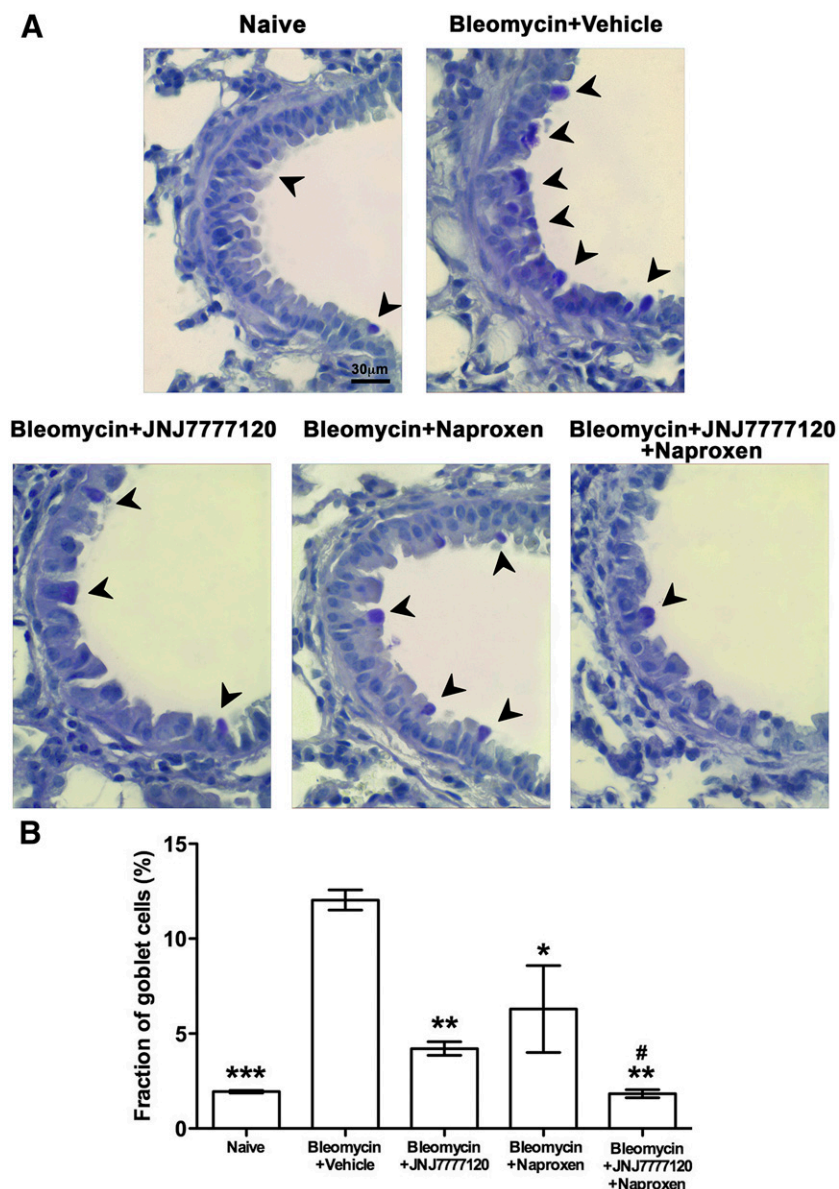 A
Naive
Bleomycin+Vehicle
30µm
Bleomycin+JNJ7777120
Bleomycin+Naproxen
Bleomycin+JNJ7777120
+Naproxen
B
Fraction of goblet cells (%)
15
10
5
0
***
**
*
#
**
Naive
Bleomycin
+Vehicle
Bleomycin
+JNJ7777120
Bleomycin
+Naproxen
Bleomycin
+JNJ7777120
+Naproxen